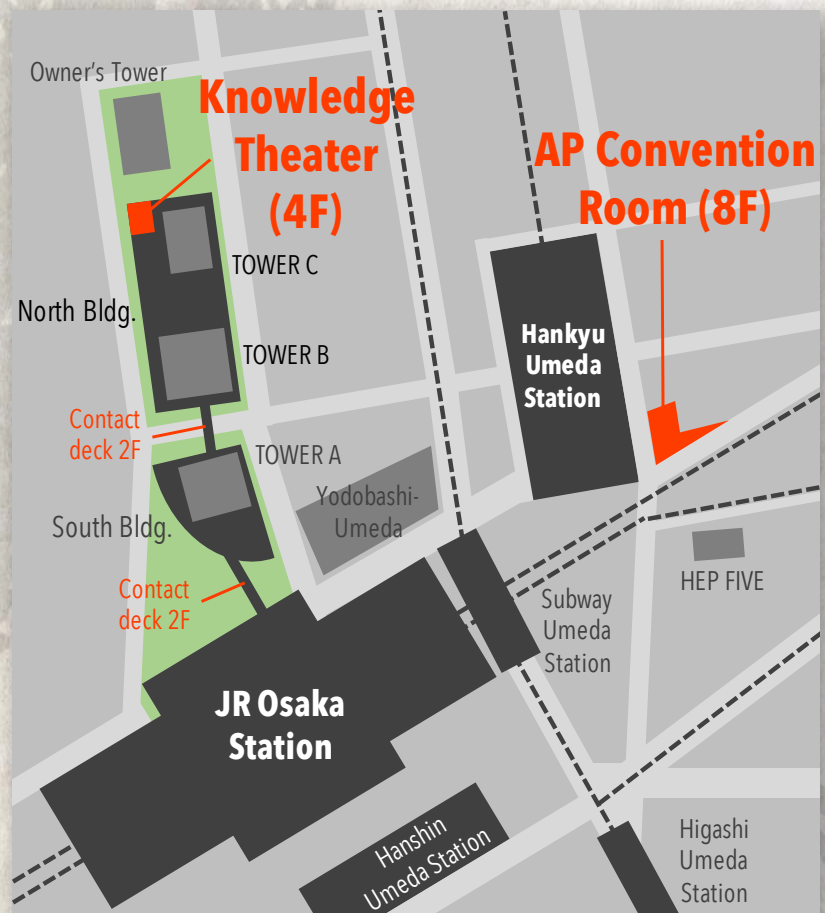 Owner's Tower
Knowledge
Theater
(4F)
AP Convention
Room (8F)
TOWER C
North Bldg.
TOWER B
Hankyu
Umeda
Station
Contact
deck 2F
TOWER A
Yodobashi-
Umeda
South Bldg.
Contact
deck 2F
HEP FIVE
Subway
Umeda
Station
JR Osaka
Station
Hanshin
Umeda Station
Higashi
Umeda
Station